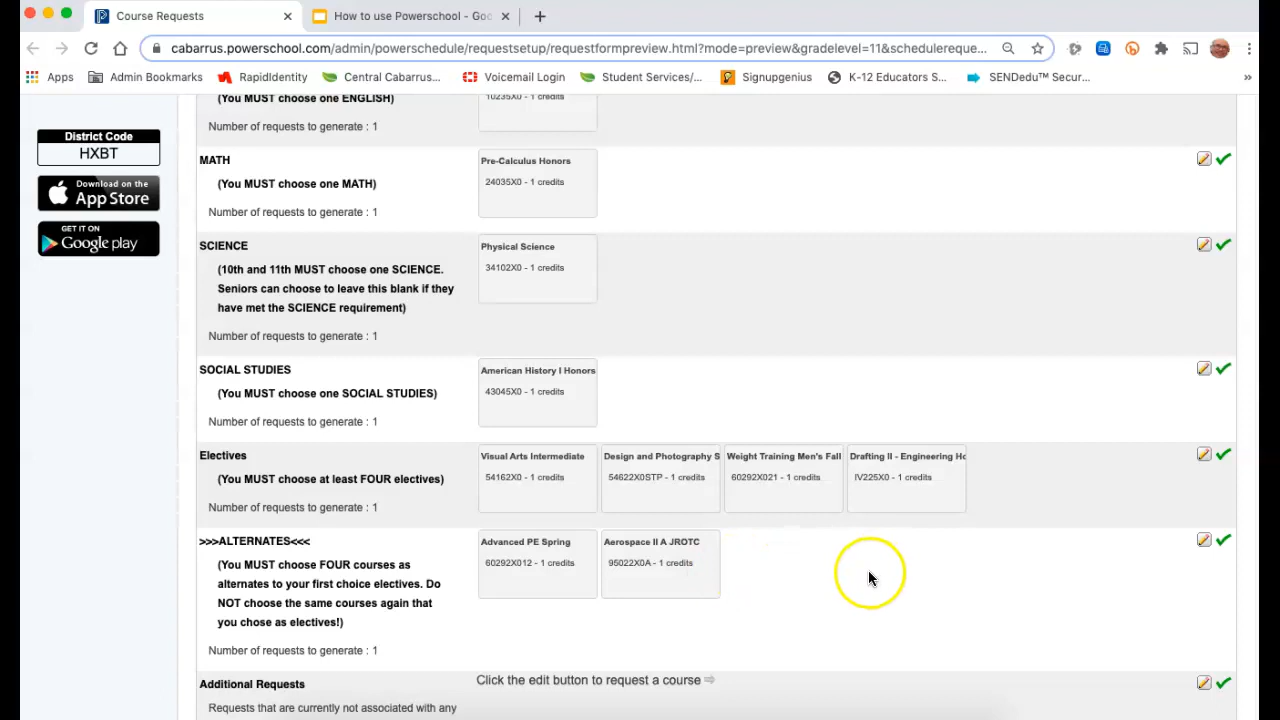 Course Requests
How to use Powerschool - Goo
cabarrus.powerschool.com/admin/powerschedule/requestsetup/requestformpreview.html?mode=preview&gradelevel=11&schedulereque...
Apps
Admin Bookmarks
RapidIdentity
Central Cabarrus...
Voicemail Login
Student Services/...
Signupgenius
K-12 Educators S...
SENDedu™ Secur...
»
District Code
HXBT
Download on the
App Store
GET IT ON
Google play
(You MUST choose one ENGLISH)
10235X0 - 1 credits
Number of requests to generate : 1
MATH
(You MUST choose one MATH)
Number of requests to generate : 1
Pre-Calculus Honors
24035X0 - 1 credits
SCIENCE
(10th and 11th MUST choose one SCIENCE.
Seniors can choose to leave this blank if they
have met the SCIENCE requirement)
Number of requests to generate : 1
Physical Science
34102X0 - 1 credits
SOCIAL STUDIES
(You MUST choose one SOCIAL STUDIES)
Number of requests to generate : 1
American History I Honors
43045X0 - 1 credits
Electives
(You MUST choose at least FOUR electives)
Number of requests to generate : 1
Visual Arts Intermediate
54162X0 - 1 credits
Design and Photography S
54622X0STP - 1 credits
Weight Training Men's Fall
60292X021 - 1 credits
Drafting II - Engineering Ho
IV225X0 - 1 credits
>>>ALTERNATES<<<
(You MUST choose FOUR courses as
alternates to your first choice electives. Do
NOT choose the same courses again that
you chose as electives!)
Number of requests to generate : 1
Advanced PE Spring
60292X012 - 1 credits
Aerospace II A JROTC
95022X0A - 1 credits
Additional Requests
Requests that are currently not associated with any
Click the edit button to request a course ⇨